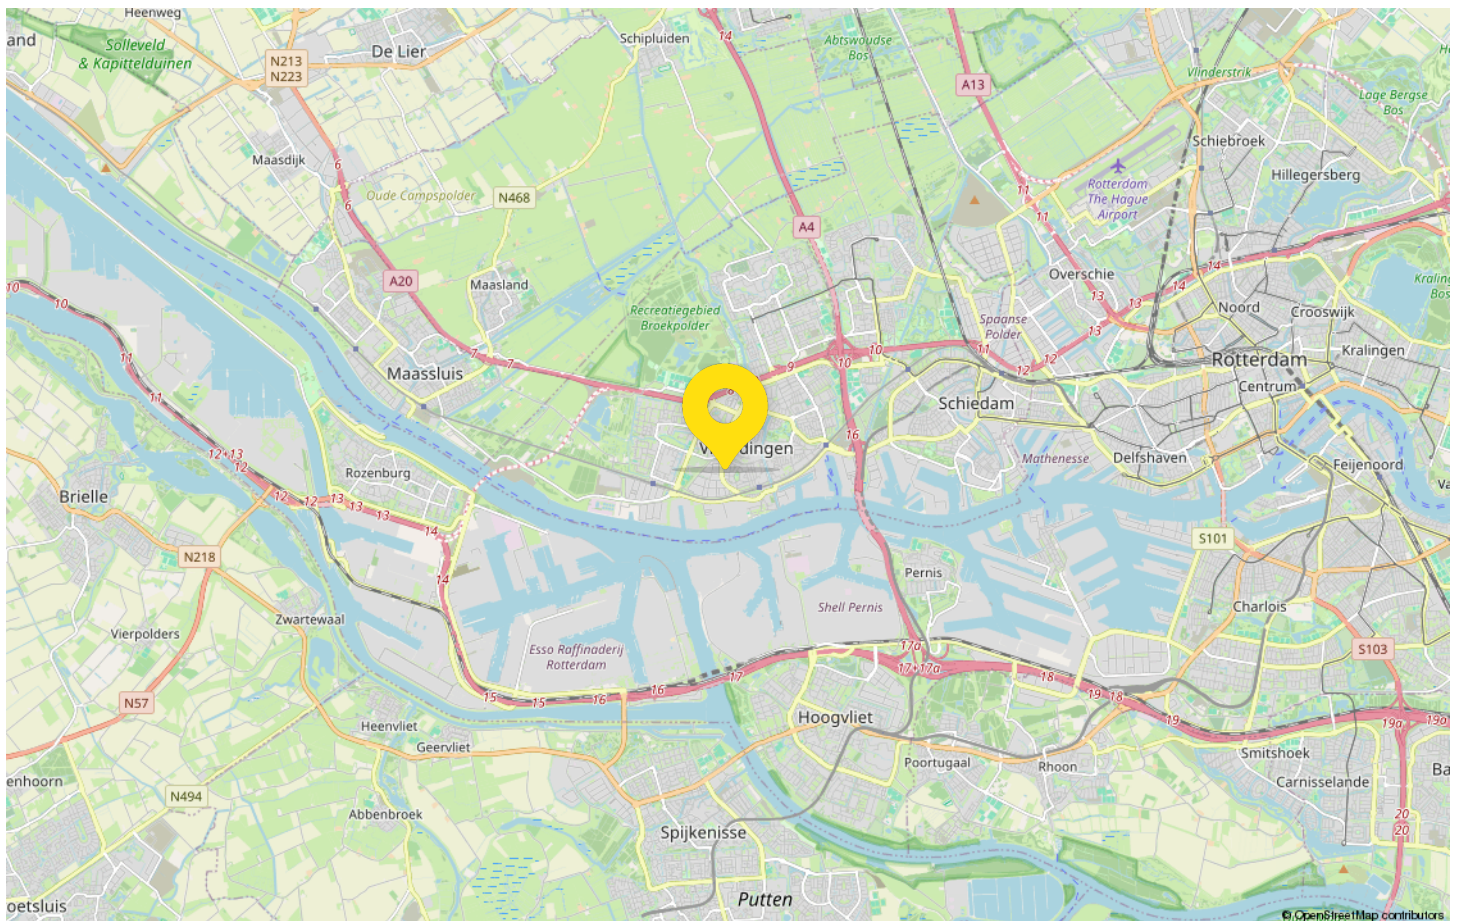 Heenweg
and
Solleveld
& Kapittelduinen
N213
N223
De Lier
Schipluiden
14
Abtswoudse
Bos
A13
Vlinderstrik
Lage Bergse
Bos
Schiebroek
Hillegersberg
Maasdijk
6
6
Oude Campspolder
N468
11
11
Rotterdam
The Hague
Airport
A4
Overschie
14
A20
Maasland
10
10
Recreatiegebied
Broekpolder
13
13
14
13
Noord
Crooswijk
Kraling
Bos
Spaanse
Polder
11
12
12
Kralingen
Rotterdam
Centrum
7
7
9
10
10
8
11
11
Maassluis
Schiedam
16
V
dingen
Mathenesse
Delfshaven
Feijenoord
Va
12+13
12
12
13
13
13
14
Rozenburg
Brielle
S101
N218
14
Pernis
Shell Pernis
Charlois
Zwartewaal
Vierpolders
Esso Raffinaderij
Rotterdam
17a
17+17a
S103
15
15
16
16
17
18
19
18
19
19a
19a
N57
Heenvliet
Geervliet
Hoogvliet
Poortugaal
Rhoon
Smitshoek
Carnisselande
Ba
enhoorn
N494
Abbenbroek
Spijkenisse
20
20
Putten
oetsluis
© OpenStreetMap contributors